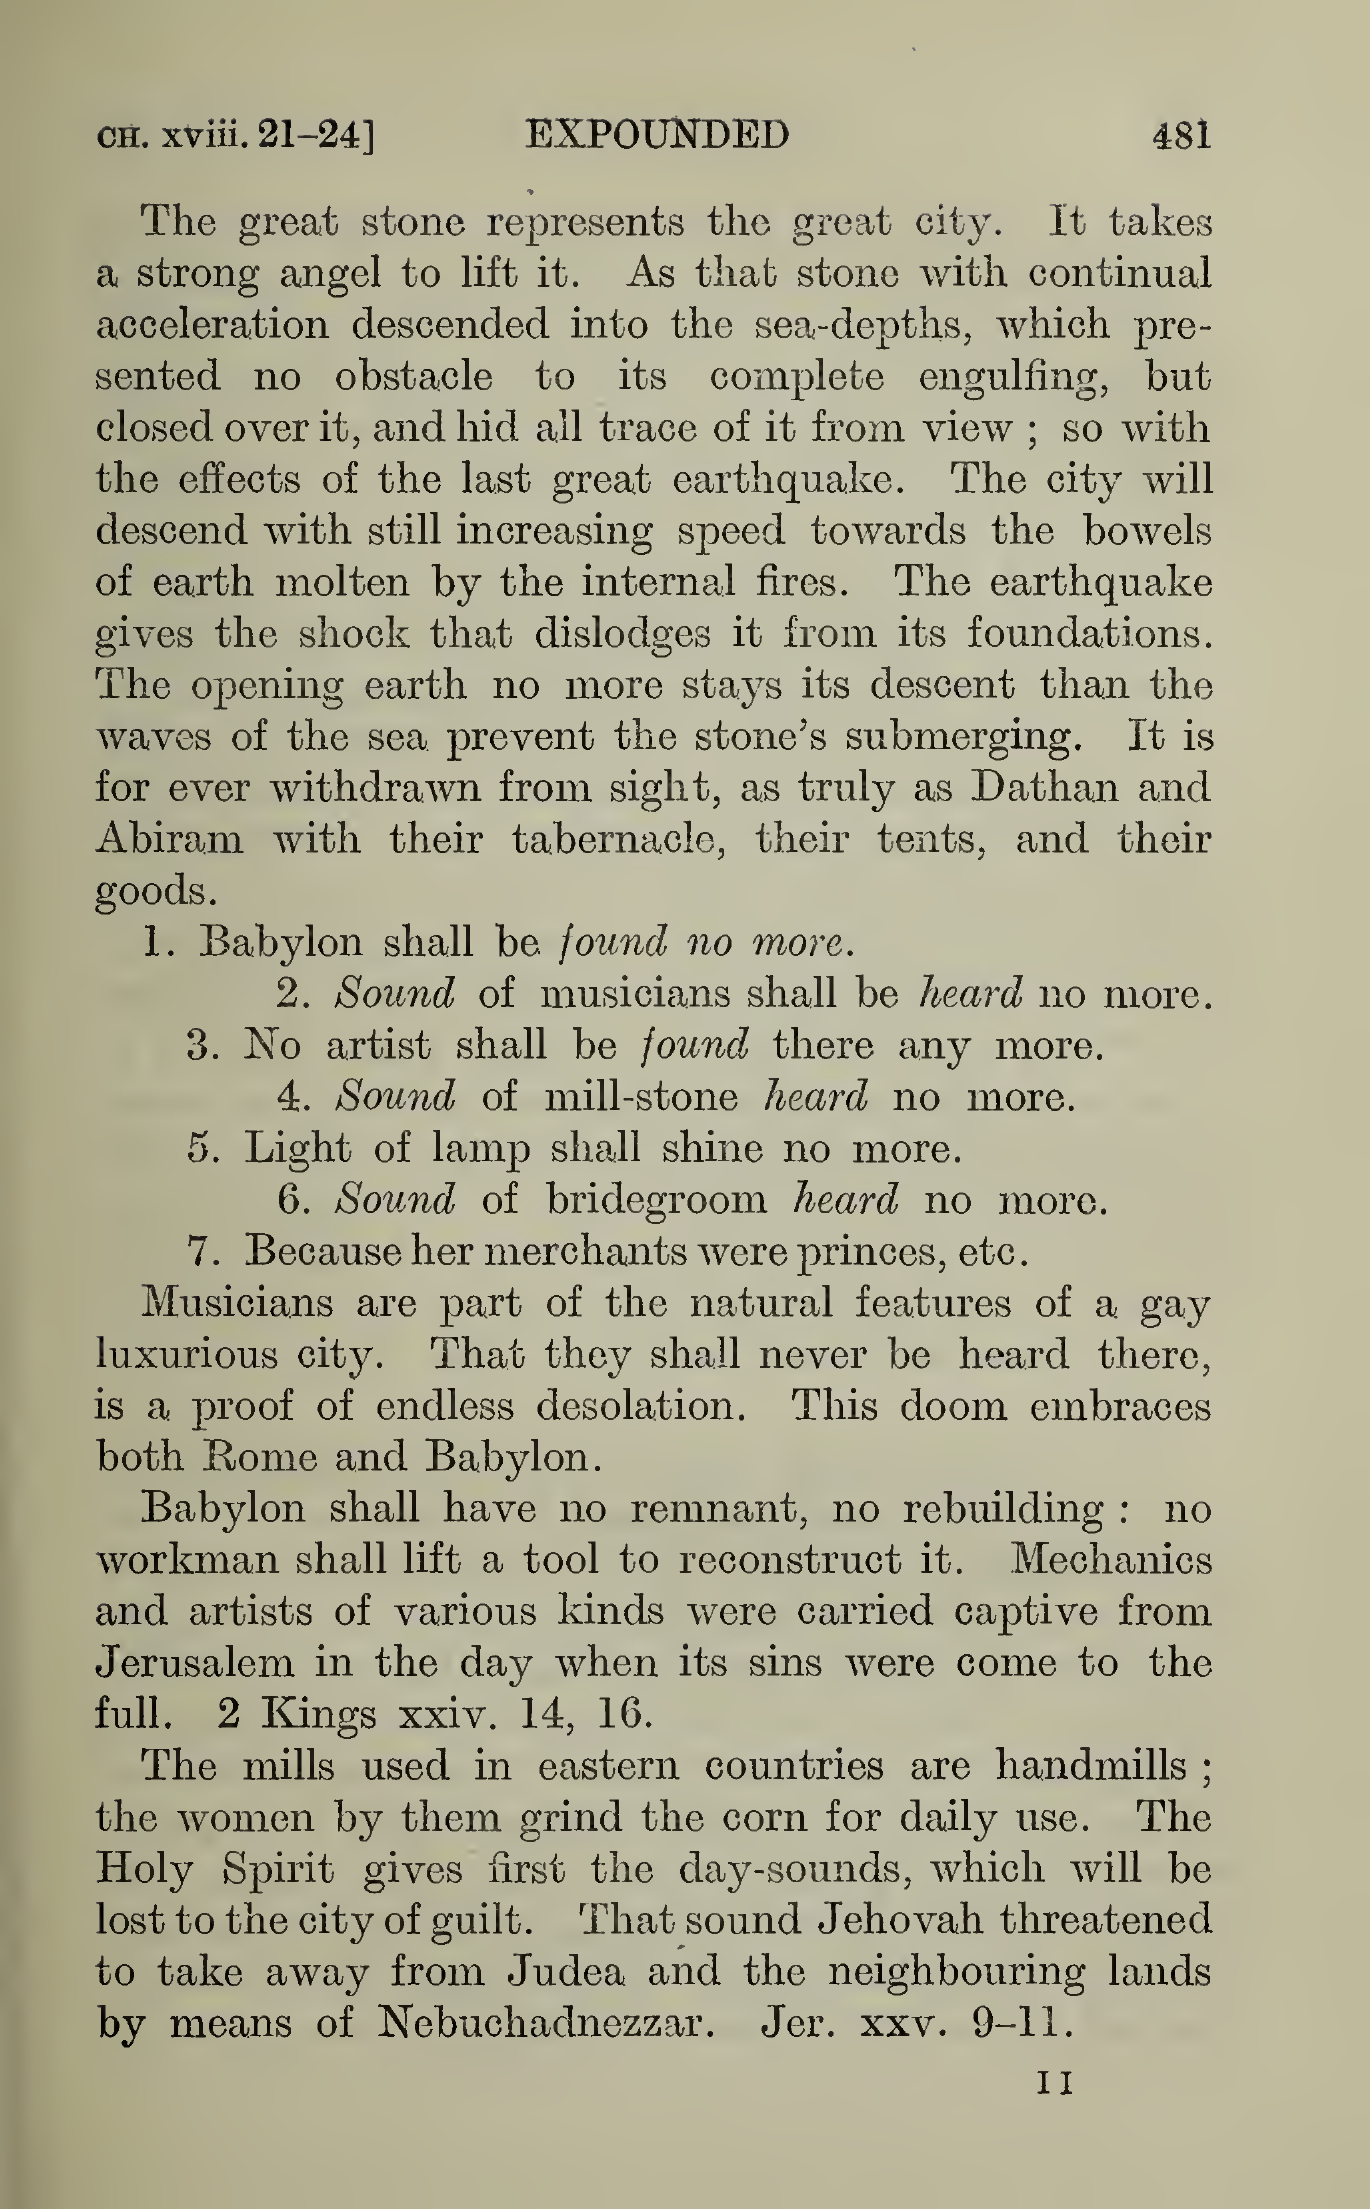 CH. xviii. 21–24] EXPOUNDED 481
The great stone represents the great city. It takes
a strong angel to lift it. As that stone with continual
acceleration descended into the sea-depths, which pre-
sented no obstacle to its complete engulfing, but
closed over it, and hid all trace of it from view ; so with
the effects of the last great earthquake. The city will
descend with still increasing speed towards the bowels
of earth molten by the internal fires. The earthquake
gives the shock that dislodges it from its foundations.
The opening earth no more stays its descent than the
waves of the sea prevent the stone's submerging. It is
for ever withdrawn from sight, as truly as Dathan and
Abiram with their tabernacle, their tents, and their
goods.
1. Babylon shall be found no more.
2. Sound of musicians shall be heard no more.
3. No artist shall be found there any more.
4. Sound of mill-stone heard no more.
5. Light of lamp shall shine no more.
6. Sound of bridegroom heard no more.
7. Because her merchants were princes, etc.
Musicians are part of the natural features of a gay
luxurious city. That they shall never be heard there,
is a proof of endless desolation. This doom embraces
both Rome and Babylon.
Babylon shall have no remnant, no rebuilding : no
workman shall lift a tool to reconstruct it. Mechanics
and artists of various kinds were carried captive from
Jerusalem in the day when its sins were come to the
full. 2 Kings xxiv. 14, 16.
The mills used in eastern countries are handmills ;
the women by them grind the corn for daily use. The
Holy Spirit gives first the day-sounds, which will be
lost to the city of guilt. That sound Jehovah threatened
to take away from Judea and the neighbouring lands
by means of Nebuchadnezzar. Jer. xxv. 9–11.
II